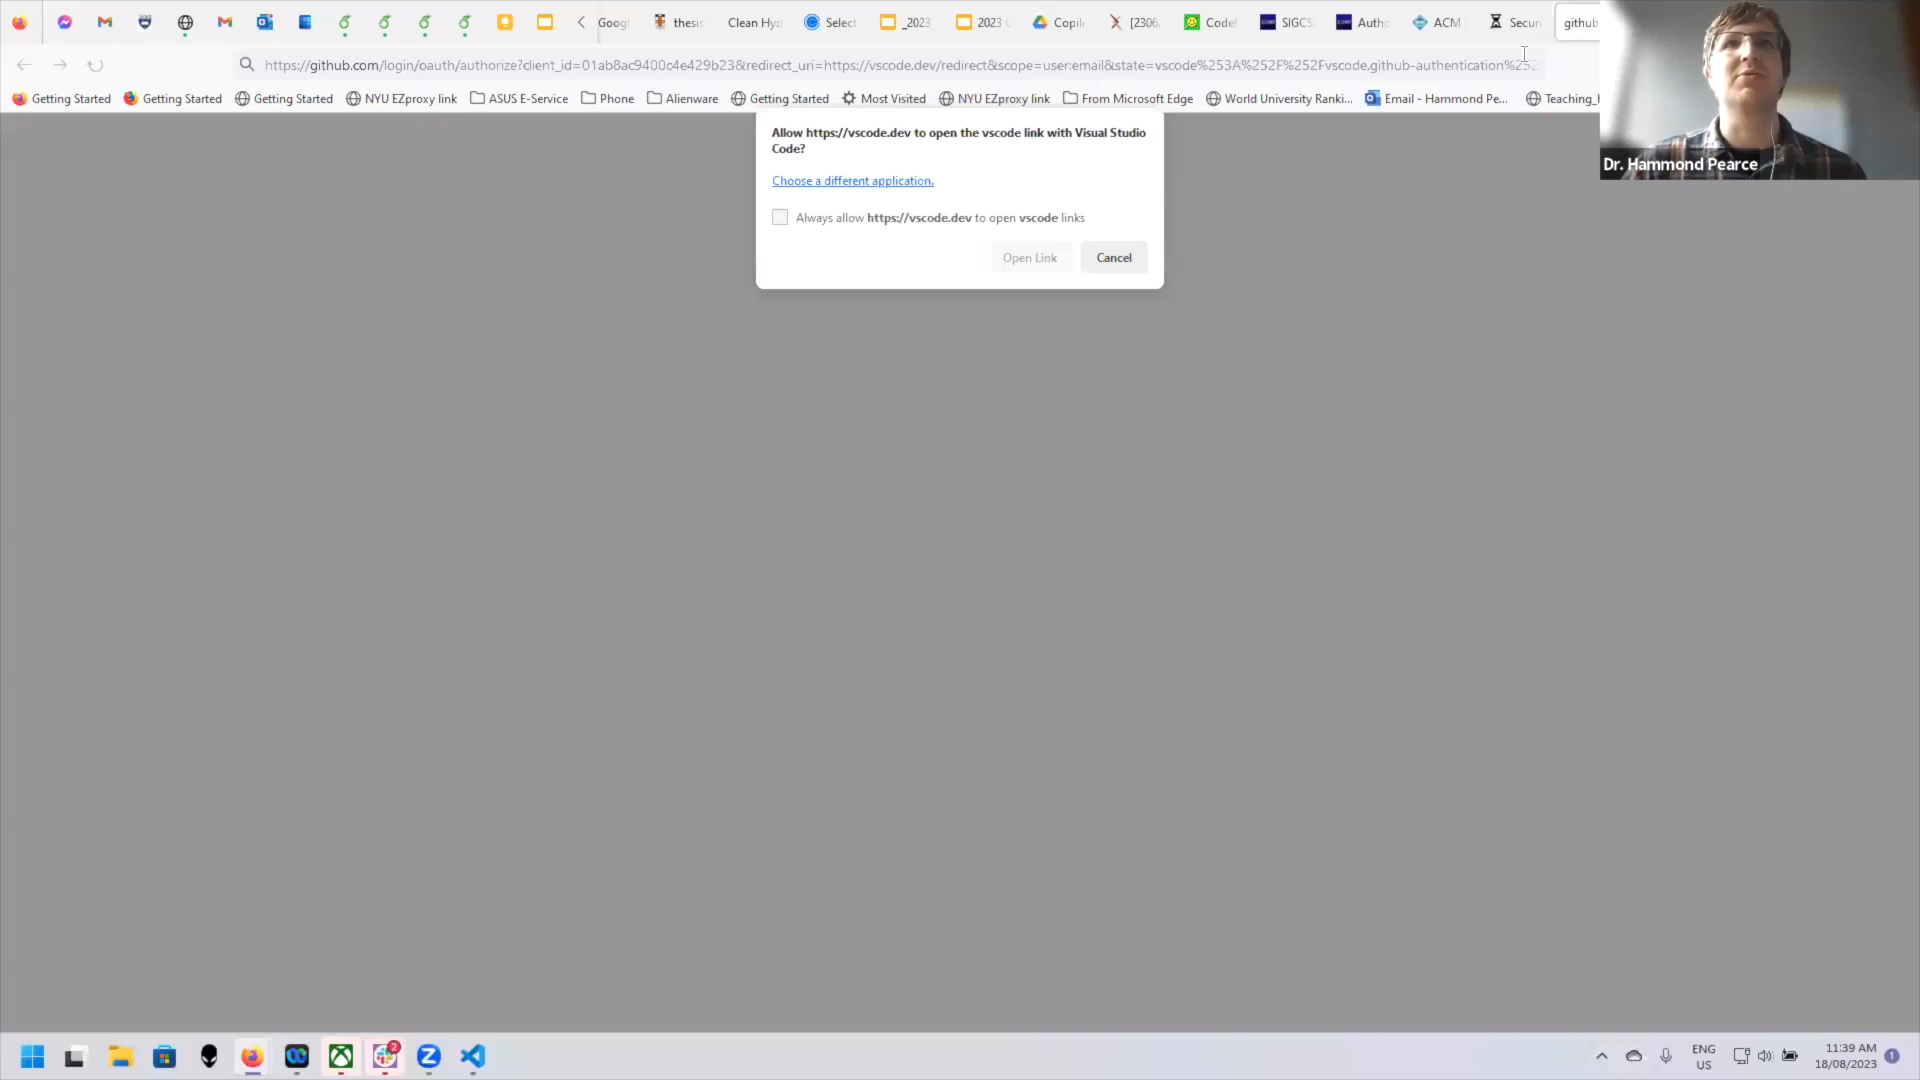 Googl
thesis
Clean Hyd
Select
_2023
2023 C
Copil
[2306.
Code
SIGCS
Autho
ACM
Secur
github
https://github.com/login/oauth/authorize?client_id=01ab8ac9400c4e429b23&redirect_uri=https://vscode.dev/redirect&scope=user:email&state=vscode%253A%252F%252Fvscode.github-authentication%252
Getting Started
Getting Started
Getting Started
NYU EZproxy link
ASUS E-Service
Phone
Alienware
Getting Started
Most Visited
NYU EZproxy link
From Microsoft Edge
World University Ranki...
Email - Hammond Pe...
Teaching_
Allow https://vscode.dev to open the vscode link with Visual Studio
Code?
Choose a different application.
Always allow https://vscode.dev to open vscode links
Open Link
Cancel
Dr. Hammond Pearce
2
ENG
US
11:39 AM
18/08/2023
1